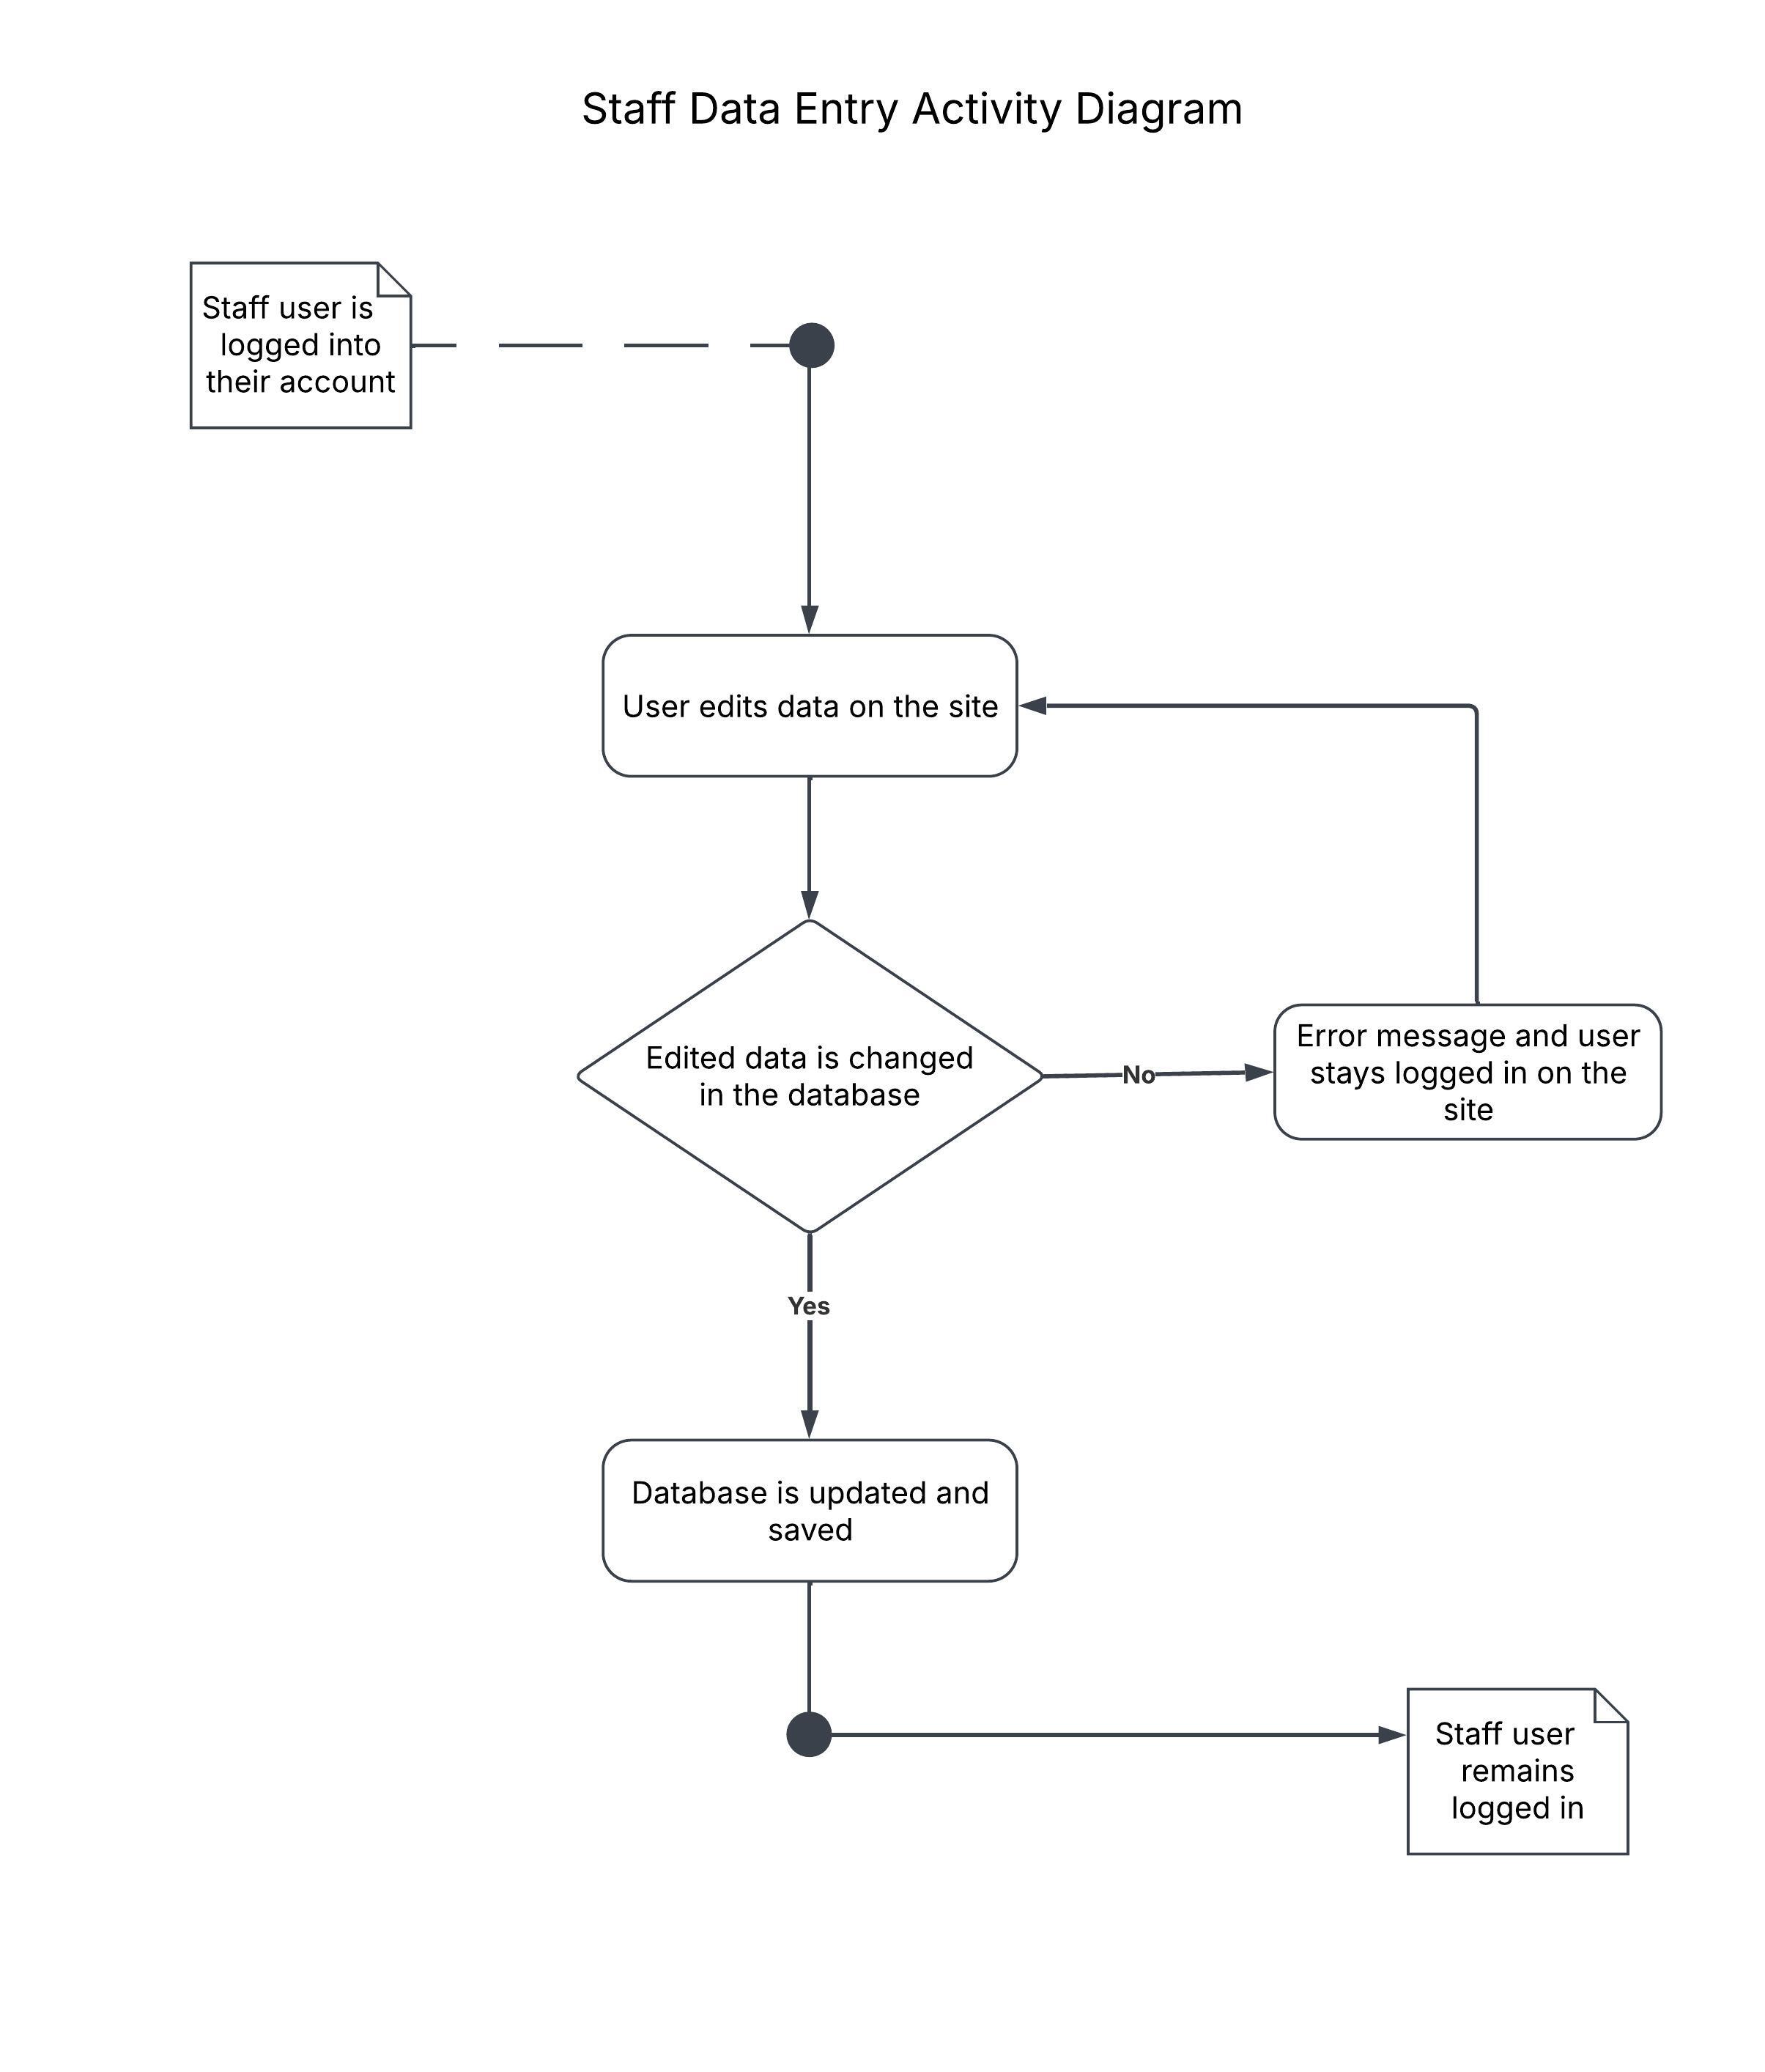 Staff Data Entry Activity Diagram
Staff user is
logged into
their account
User edits data on the site
Edited data is changed
in the database
No
Error message and user
stays logged in on the
site
Yes
Database is updated and
saved
Staff user
remains
logged in